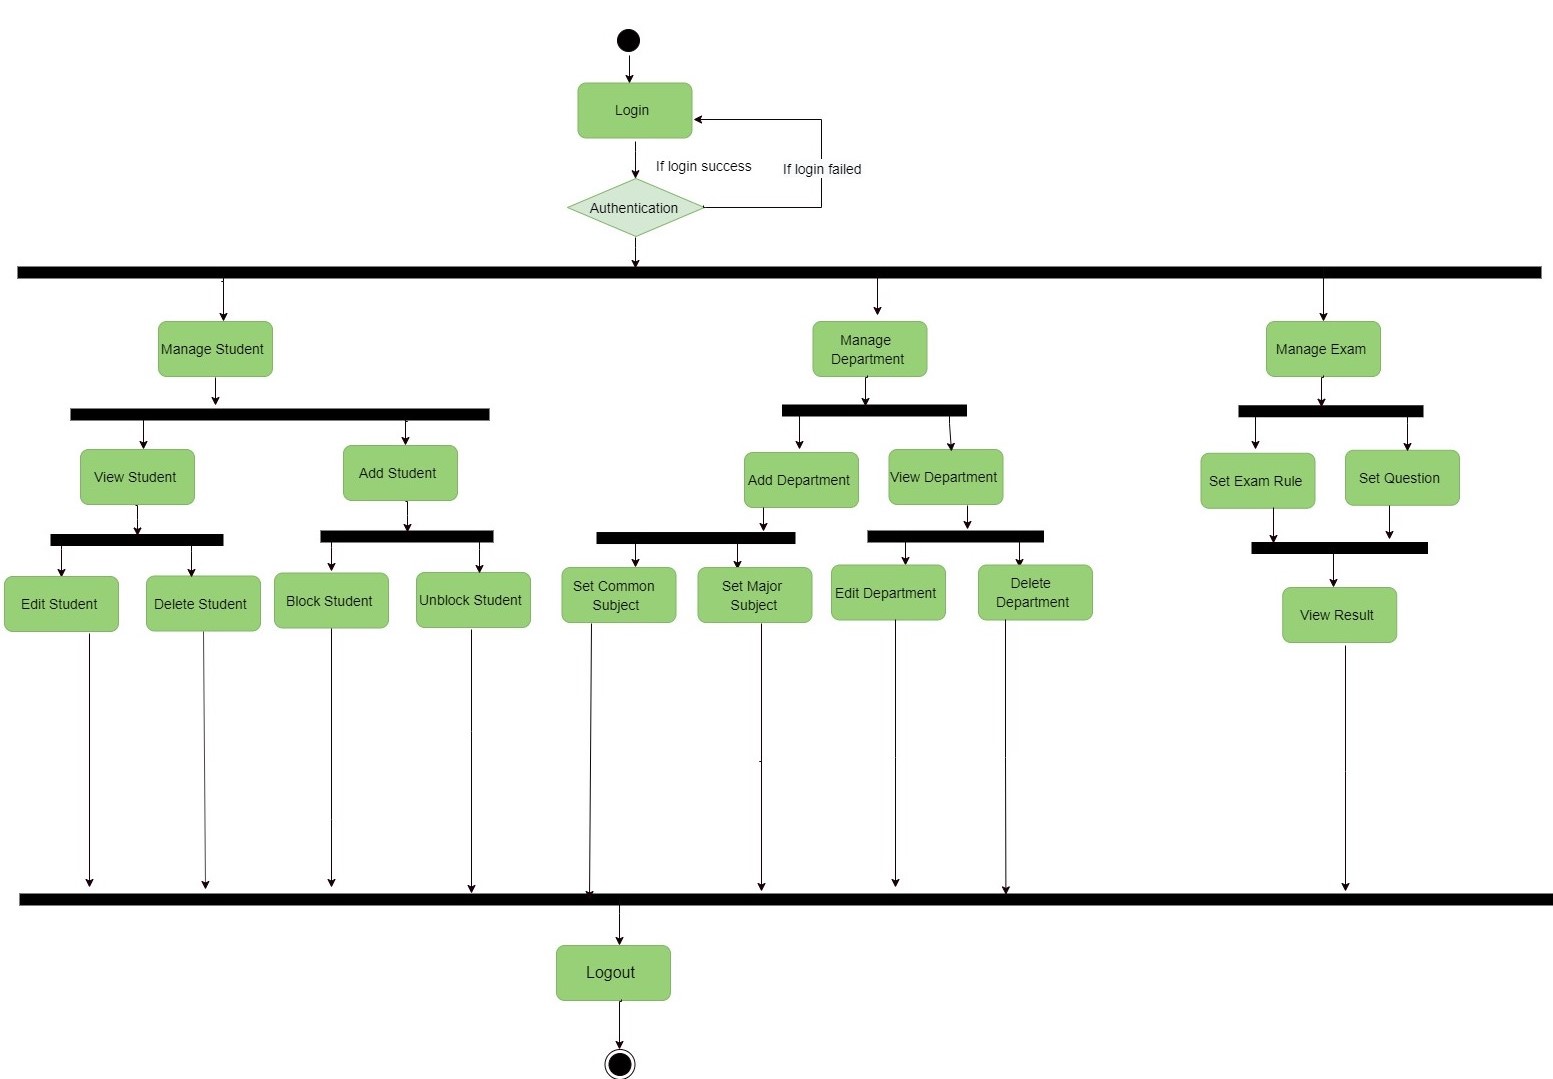 Login
If login success
If login failed
Authentication
Manage Student
Manage
Department
Manage Exam
View Student
Add Student
Add Department
View Department
Set Exam Rule
Set Question
Edit Student
Delete Student
Block Student
Unblock Student
Set Common
Subject
Set Major
Subject
Edit Department
Delete
Department
View Result
Logout